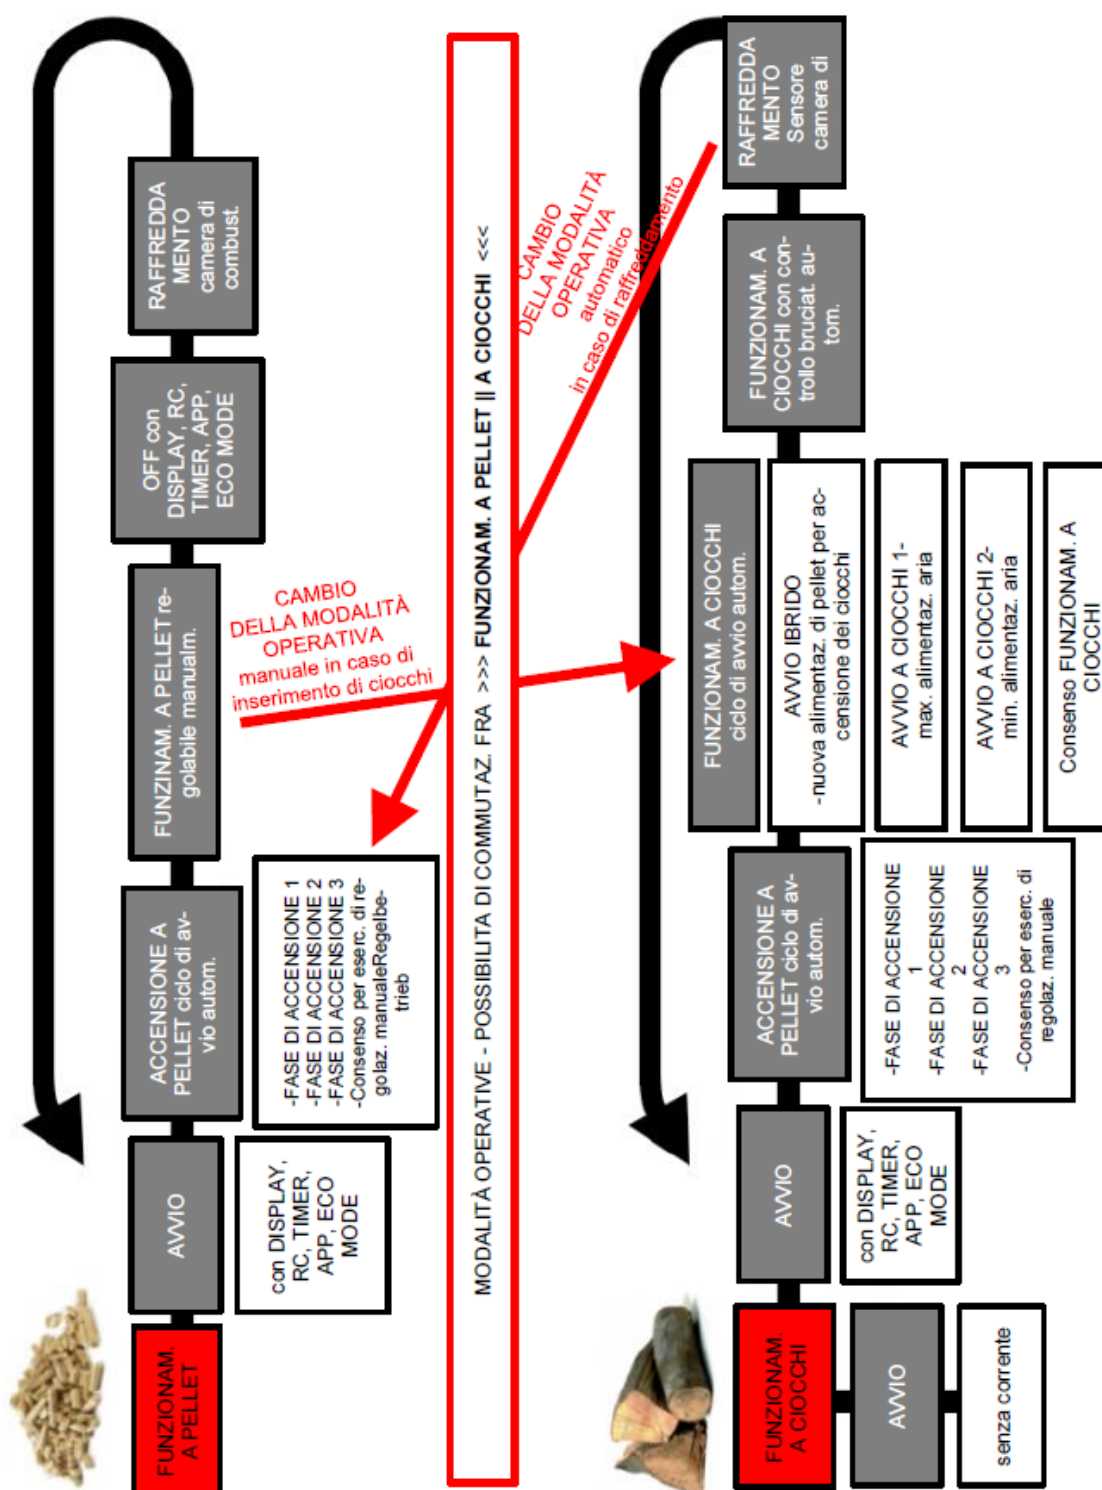 FUNZIONAM.
A PELLET
AVVIO
con DISPLAY,
RC, TIMER,
APP, ECO
MODE
ACCENSIONE A
PELLET ciclo di av-
vio autom.
-FASE DI ACCENSIONE 1
-FASE DI ACCENSIONE 2
-FASE DI ACCENSIONE 3
-Consenso per eserc. di re-
golaz. manualeRegelbe-
trieb
FUNZINAM. A PELLET re-
golabile manualm.
OFF con
DISPLAY, RC,
TIMER, APP,
ECO MODE
RAFFREDDA
MENTO
camera di
combust.
CAMBIO
DELLA MODALITÀ
OPERATIVA
manuale in caso di
inserimento di ciocchi
MODALITÀ OPERATIVE - POSSIBILITA DI COMMUTAZ. FRA >>> FUNZIONAM. A PELLET || A CIOCCHI <<<
CAMBIO
DELLA MODALITÀ
OPERATIVA
automatico
in caso di raffreddamento
FUNZIONAM.
A CIOCCHI
AVVIO
senza corrente
AVVIO
con DISPLAY,
RC, TIMER,
APP, ECO
MODE
ACCENSIONE A
PELLET ciclo di av-
vio autom.
-FASE DI ACCENSIONE
1
-FASE DI ACCENSIONE
2
-FASE DI ACCENSIONE
3
-Consenso per eserc. di
regolaz. manuale
FUNZIONAM. A CIOCCHI
ciclo di avvio autom.
AVVIO IBRIDO
-nuova alimentaz. di pellet per ac-
censione dei ciocchi
AVVIO A CIOCCHI 1-
max. alimentaz. aria
AVVIO A CIOCCHI 2-
min. alimentaz. aria
Consenso FUNZIONAM. A
CIOCCHI
FUNZIONAM. A
CIOCCHI con con-
trollo bruciat. au-
tom.
RAFFREDDA
MENTO
Sensore
camera di